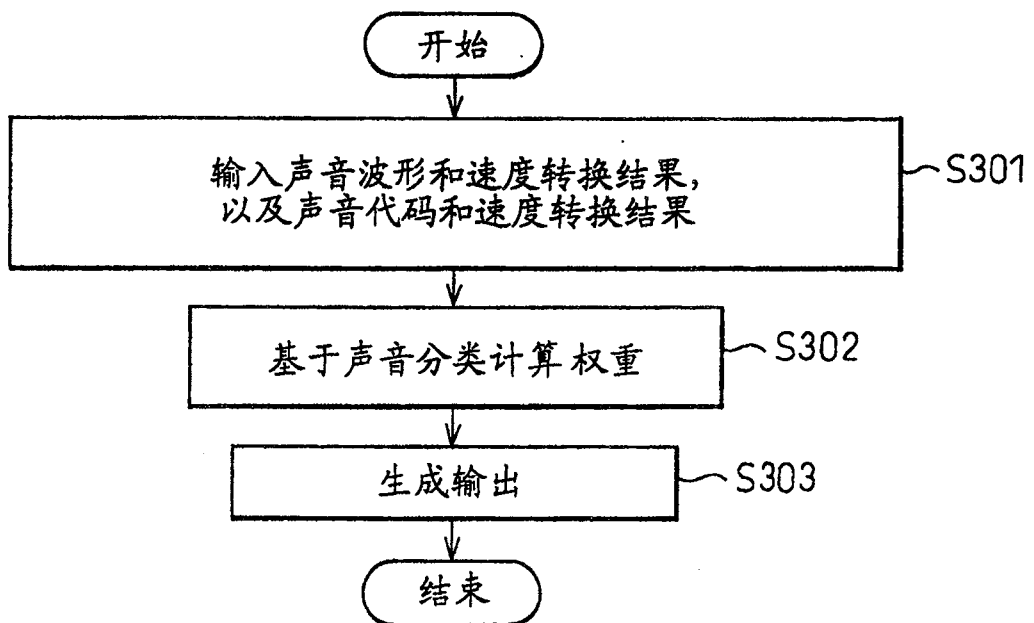 开始
输入声音波形和速度转换结果,
以及声音代码和速度转换结果
S301
基于声音分类计算权重
S302
生成输出
S303
结束